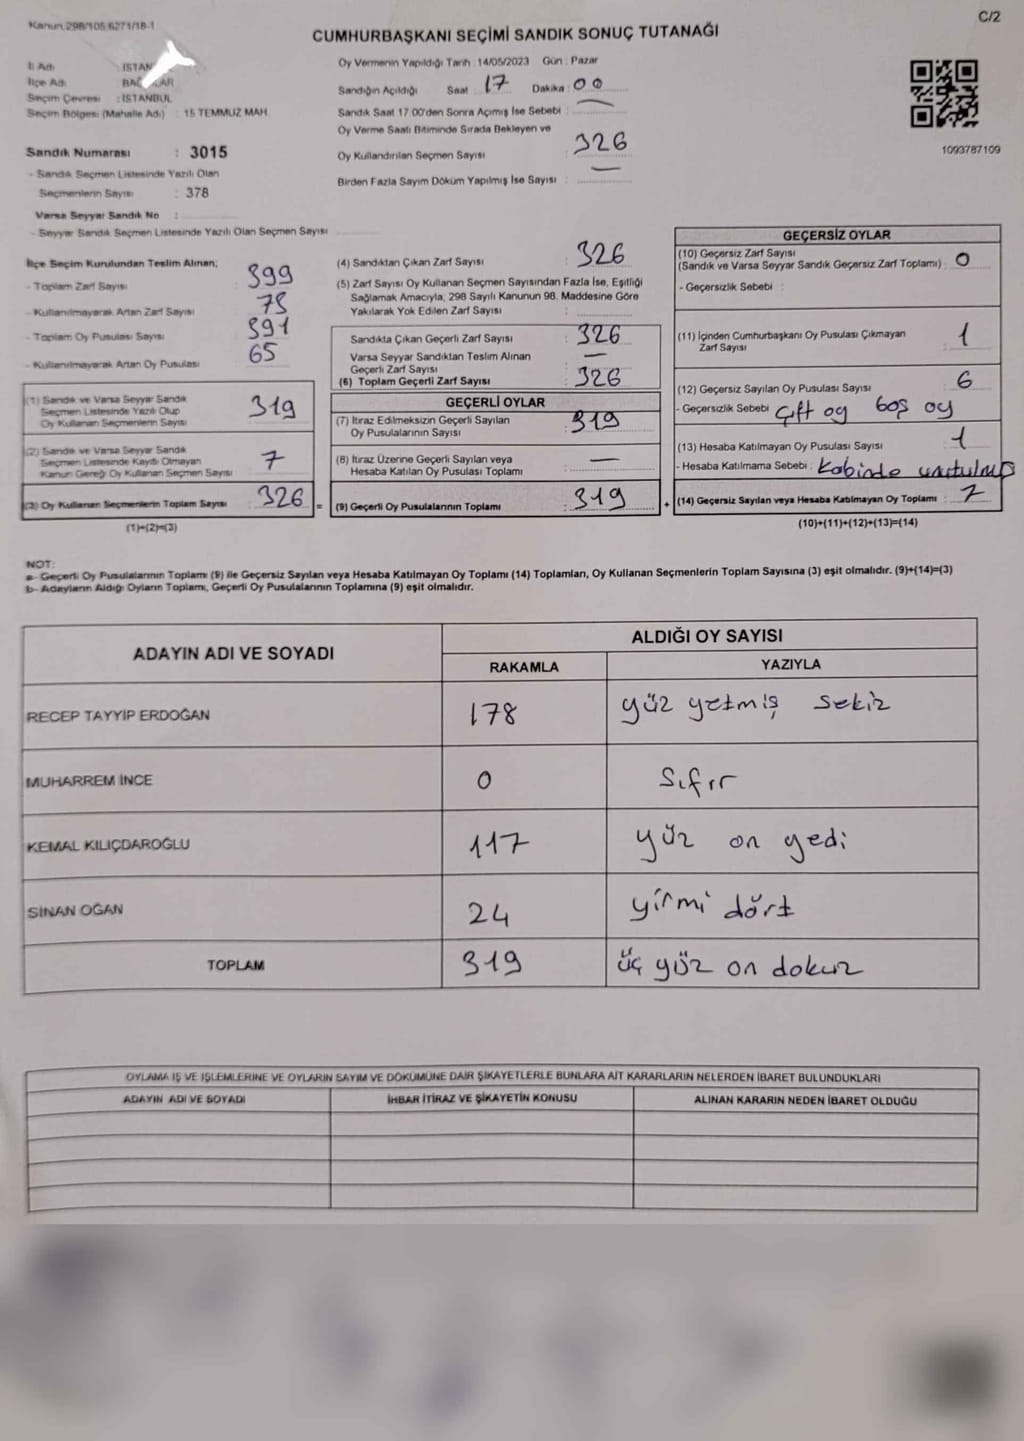 Kanun:298/105,6271/18-1
C/2
CUMHURBAŞKANI SEÇİMİ SANDIK SONUÇ TUTANAĞI
İl Adı : İSTAN
İlçe Adı : BAĞ LAR
Seçim Çevresi : İSTANBUL
Seçim Bölgesi (Mahalle Adı) : 15 TEMMUZ MAH.
Sandık Numarası : 3015
- Sandık Seçmen Listesinde Yazılı Olan
Seçmenlerin Sayısı : 378
Varsa Seyyar Sandık No :
- Seyyar Sandık Seçmen Listesinde Yazılı Olan Seçmen Sayısı
Oy Vermenin Yapıldığı Tarih : 14/05/2023 Gün : Pazar
Sandığın Açıldığı Saat : 17 Dakika : 00
Sandık Saat 17:00'den Sonra Açımış İse Sebebi : —
Oy Verme Saati Bitiminde Sırada Bekleyen ve
Oy Kullandırılan Seçmen Sayısı : 326
Birden Fazla Sayım Döküm Yapılmış İse Sayısı : —
1093787109
İlçe Seçim Kurulundan Teslim Alınan;
- Toplam Zarf Sayısı 399
- Kullanılmayarak Artan Zarf Sayısı 73
- Toplam Oy Pusulası Sayısı 391
- Kullanılmayarak Artan Oy Pusulası 65
(1) Sandık ve Varsa Seyyar Sandık
Seçmen Listesinde Yazılı Olup
Oy Kullanan Seçmenlerin Sayısı 319
(2) Sandık ve Varsa Seyyar Sandık
Seçmen Listesinde Kayıtlı Olmayan
Kanun Gereği Oy Kullanan Seçmen Sayısı 7
(3) Oy Kullanan Seçmenlerin Toplam Sayısı 326 =
(1)+(2)=(3)
(4) Sandıktan Çıkan Zarf Sayısı : 326
(5) Zarf Sayısı Oy Kullanan Seçmen Sayısından Fazla İse, Eşitliği
Sağlamak Amacıyla, 298 Sayılı Kanunun 98. Maddesine Göre
Yakılarak Yok Edilen Zarf Sayısı :
Sandıkta Çıkan Geçerli Zarf Sayısı : 326
Varsa Seyyar Sandıktan Teslim Alınan
Geçerli Zarf Sayısı : —
(6) Toplam Geçerli Zarf Sayısı : 326
GEÇERLİ OYLAR
(7) İtiraz Edilmeksizin Geçerli Sayılan
Oy Pusulalarının Sayısı : 319
(8) İtiraz Üzerine Geçerli Sayılan veya
Hesaba Katılan Oy Pusulası Toplamı : —
(9) Geçerli Oy Pusulalarının Toplamı : 319 +
GEÇERSİZ OYLAR
(10) Geçersiz Zarf Sayısı
(Sandık ve Varsa Seyyar Sandık Geçersiz Zarf Toplamı) : 0
- Geçersizlik Sebebi :
(11) İçinden Cumhurbaşkanı Oy Pusulası Çıkmayan
Zarf Sayısı : 1
(12) Geçersiz Sayılan Oy Pusulası Sayısı : 6
- Geçersizlik Sebebi : Çift oy boş oy
(13) Hesaba Katılmayan Oy Pusulası Sayısı : 1
- Hesaba Katılmama Sebebi : Kabinde unutulmuş
(14) Geçersiz Sayılan veya Hesaba Katılmayan Oy Toplamı : 7
(10)+(11)+(12)+(13)=(14)
NOT:
a- Geçerli Oy Pusulalarının Toplamı (9) ile Geçersiz Sayılan veya Hesaba Katılmayan Oy Toplamı (14) Toplamları, Oy Kullanan Seçmenlerin Toplam Sayısına (3) eşit olmalıdır. (9)+(14)=(3)
b- Adayların Aldığı Oyların Toplamı, Geçerli Oy Pusulalarının Toplamına (9) eşit olmalıdır.
ADAYIN ADI VE SOYADI
ALDIĞI OY SAYISI
RAKAMLA YAZIYLA
RECEP TAYYİP ERDOĞAN 178 yüz yetmiş sekiz
MUHARREM İNCE 0 Sıfır
KEMAL KILIÇDAROĞLU 117 yüz on yedi
SİNAN OĞAN 24 yirmi dört
TOPLAM 319 üç yüz on dokuz
OYLAMA İŞ VE İŞLEMLERİNE VE OYLARIN SAYIM VE DÖKÜMÜNE DAİR ŞİKAYETLERLE BUNLARA AİT KARARLARIN NELERDEN İBARET BULUNDUKLARI
ADAYIN ADI VE SOYADI İHBAR İTİRAZ VE ŞİKAYETİN KONUSU ALINAN KARARIN NEDEN İBARET OLDUĞU